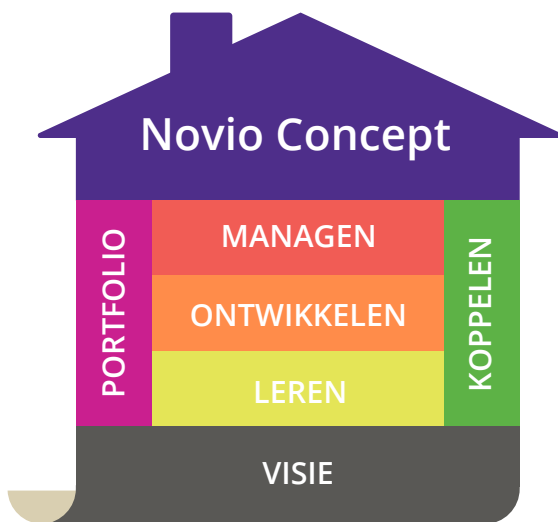 Novio Concept
PORTFOLIO
MANAGEN
ONTWIKKELEN
LEREN
KOPPELEN
VISIE